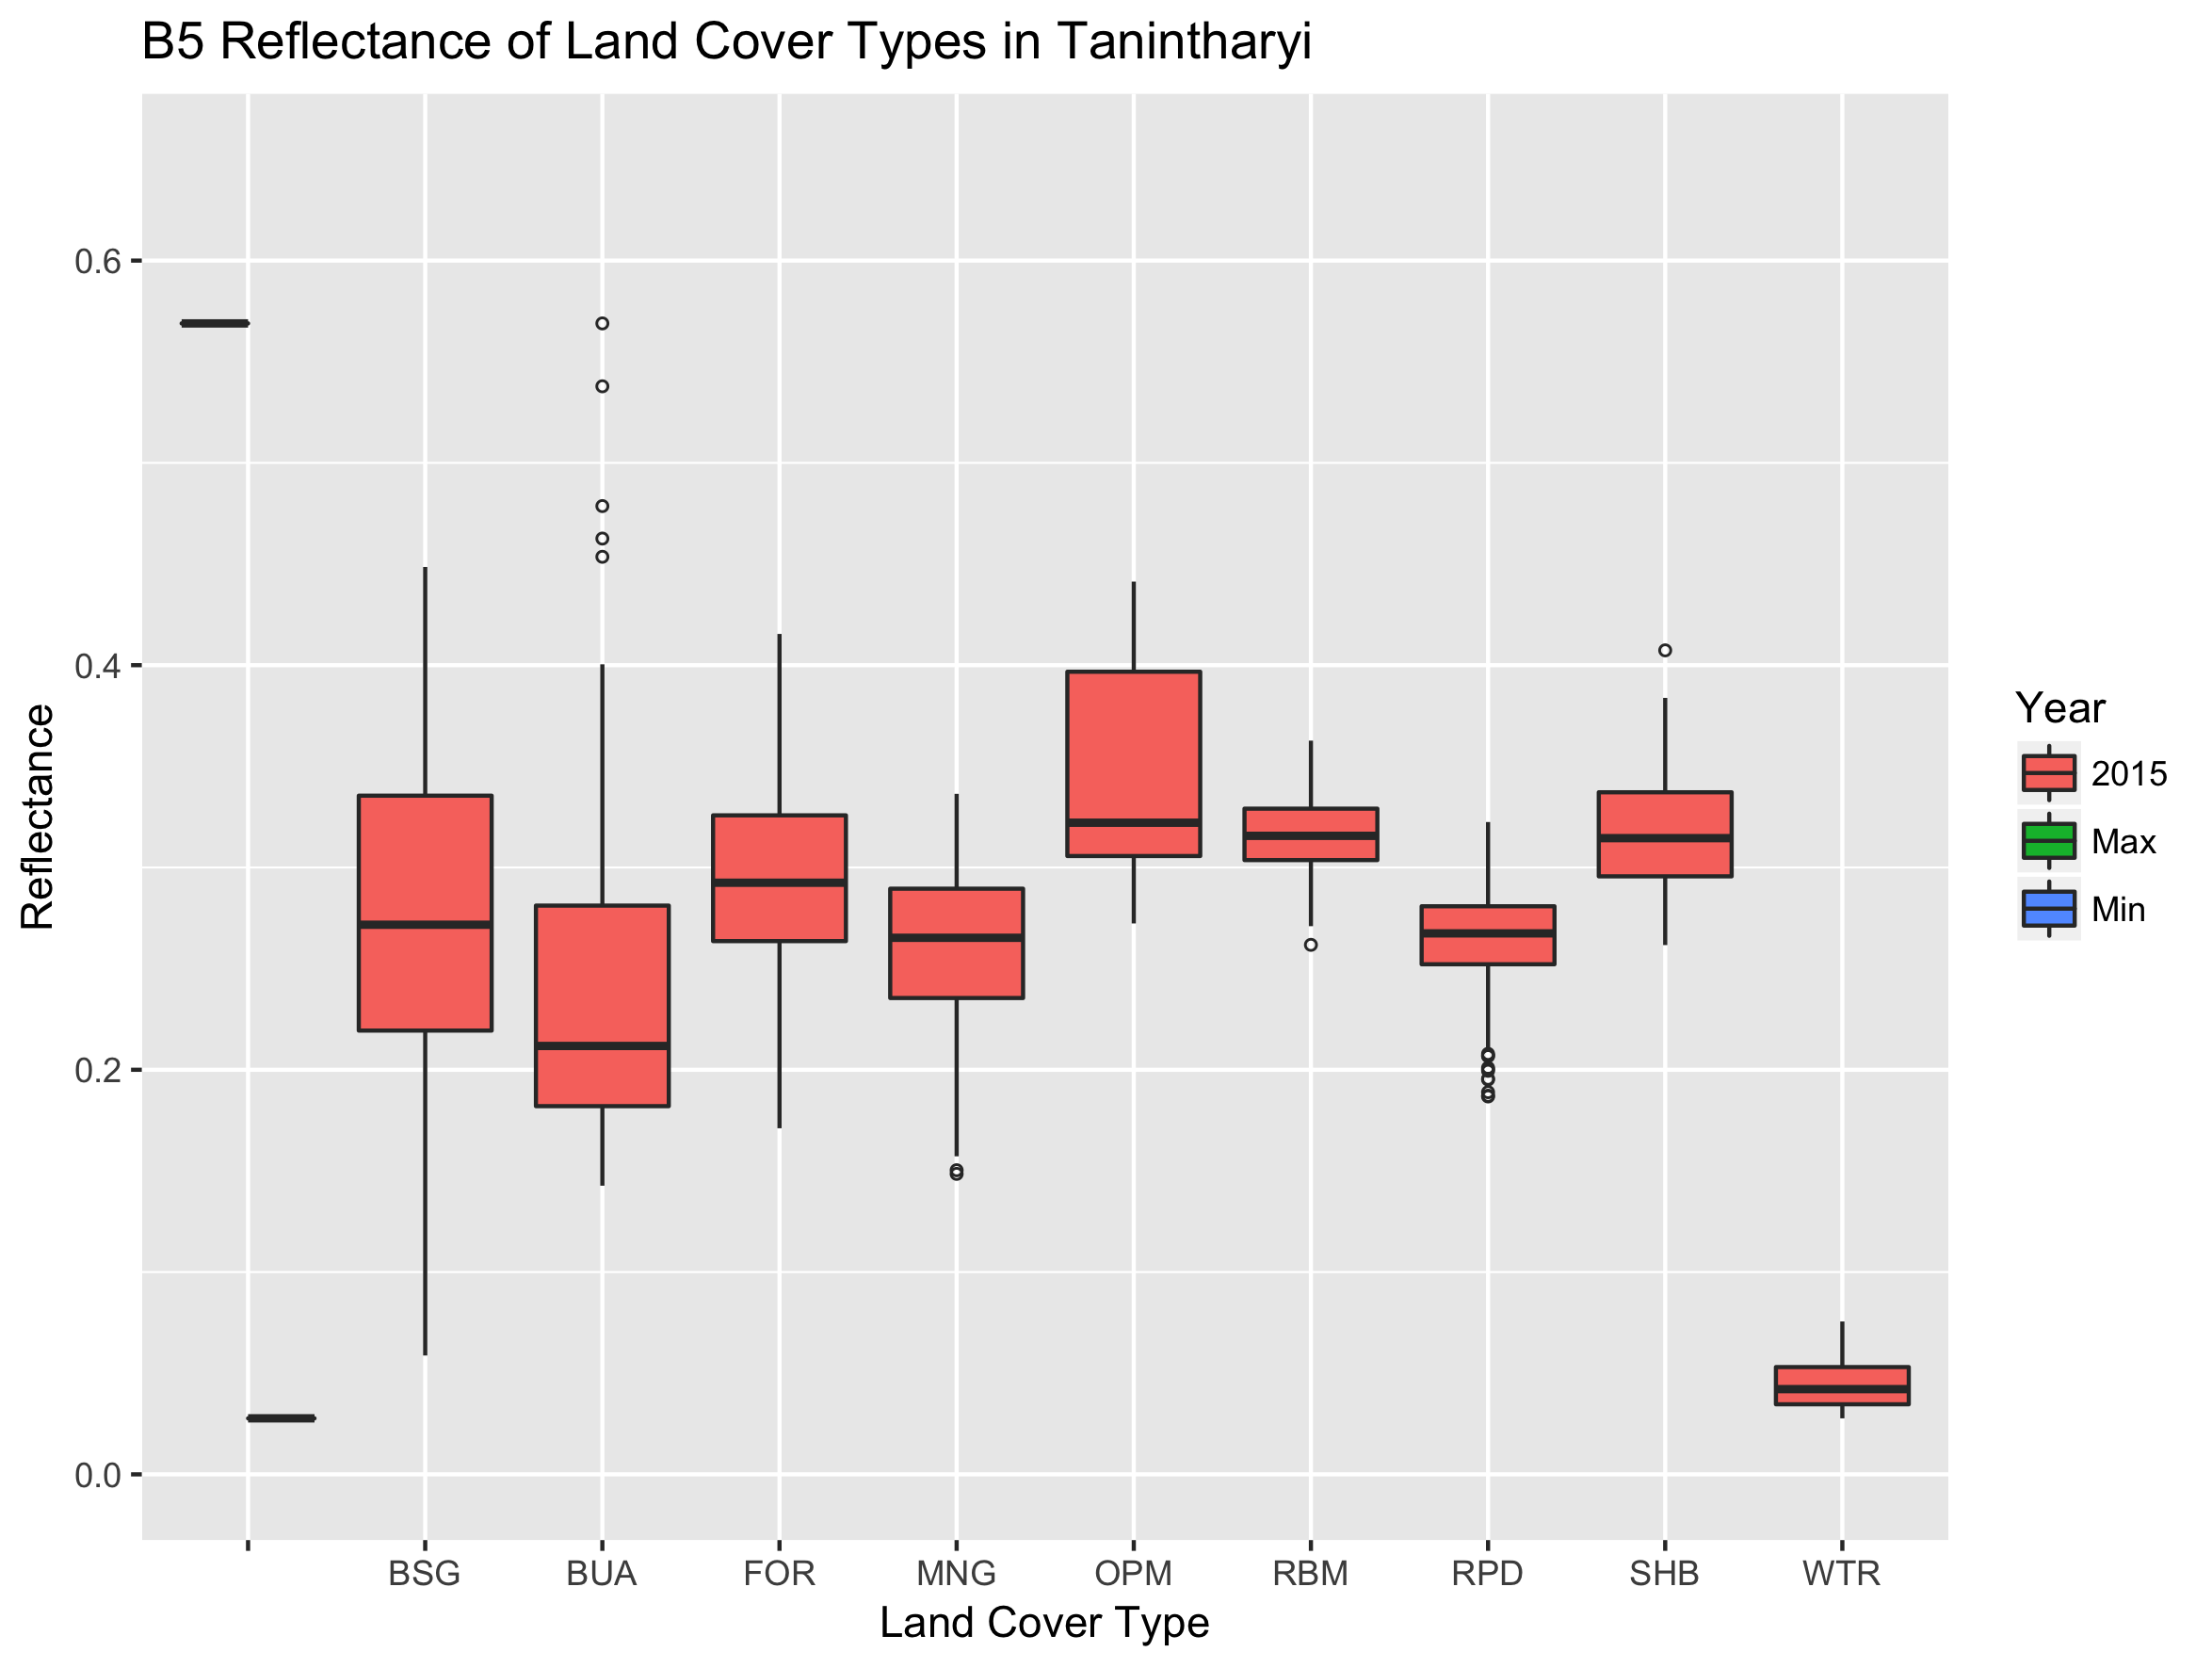 B5 Reflectance of Land Cover Types in Tanintharyi
0.6
0.4
0.2
0.0
Reflectance
BSG BUA FOR MNG OPM RBM RPD SHB WTR
Land Cover Type
Year
2015
Max
Min